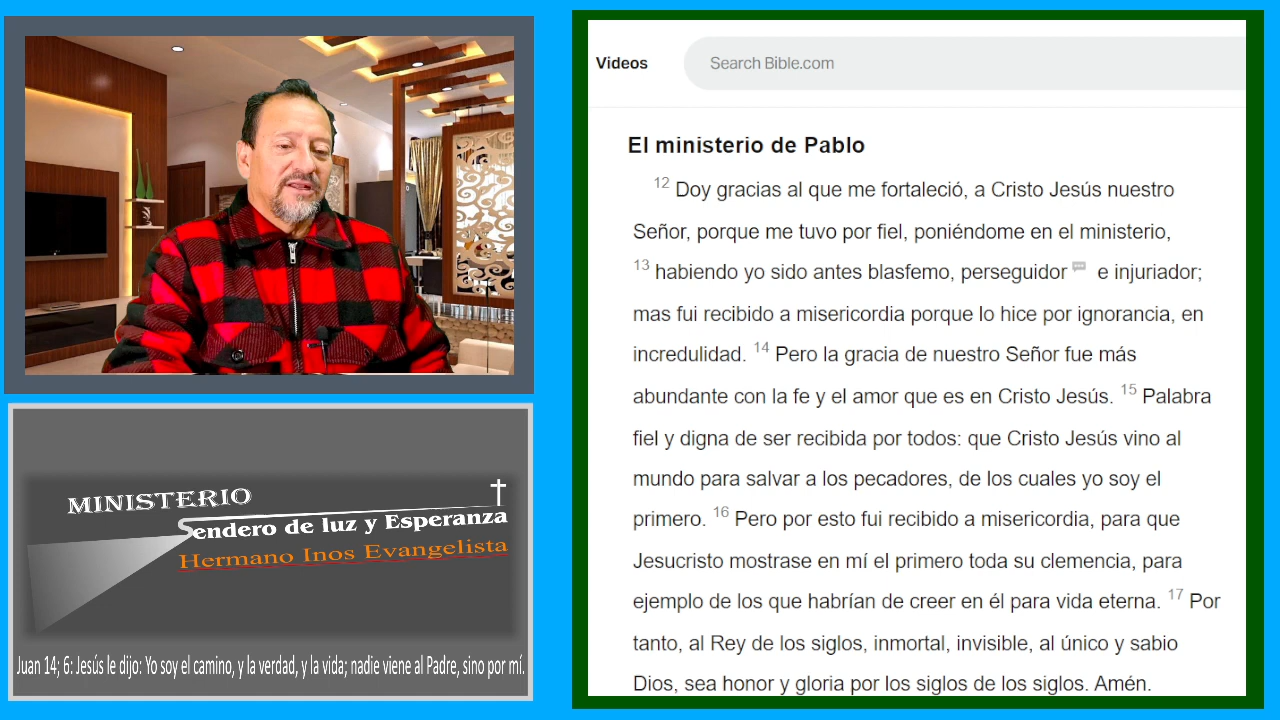 Videos
Search Bible.com
El ministerio de Pablo
12 Doy gracias al que me fortaleció, a Cristo Jesús nuestro
Señor, porque me tuvo por fiel, poniéndome en el ministerio,
13 habiendo yo sido antes blasfemo, perseguidor e injuriador;
mas fui recibido a misericordia porque lo hice por ignorancia, en
incredulidad. 14 Pero la gracia de nuestro Señor fue más
abundante con la fe y el amor que es en Cristo Jesús. 15 Palabra
fiel y digna de ser recibida por todos: que Cristo Jesús vino al
mundo para salvar a los pecadores, de los cuales yo soy el
primero. 16 Pero por esto fui recibido a misericordia, para que
Jesucristo mostrase en mí el primero toda su clemencia, para
ejemplo de los que habrían de creer en él para vida eterna. 17 Por
tanto, al Rey de los siglos, inmortal, invisible, al único y sabio
Dios, sea honor y gloria por los siglos de los siglos. Amén.
MINISTERIO
Sendero de luz y Esperanza
Hermano Inos Evangelista
Juan 14; 6: Jesús le dijo: Yo soy el camino, y la verdad, y la vida; nadie viene al Padre, sino por mí.